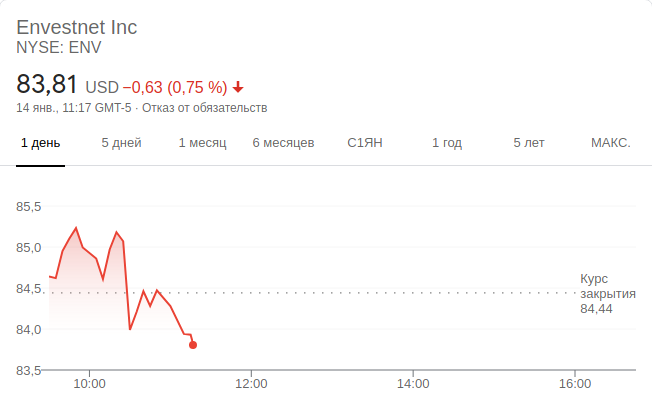 Envestnet Inc
NYSE: ENV
83,81 USD −0,63 (0,75 %)
14 янв., 11:17 GMT-5 · Отказ от обязательств
1 день 5 дней 1 месяц 6 месяцев С1ЯН 1 год 5 лет МАКС.
85,5
85,0
84,5
84,0
83,5
Курс
закрытия
84,44
10:00 12:00 14:00 16:00